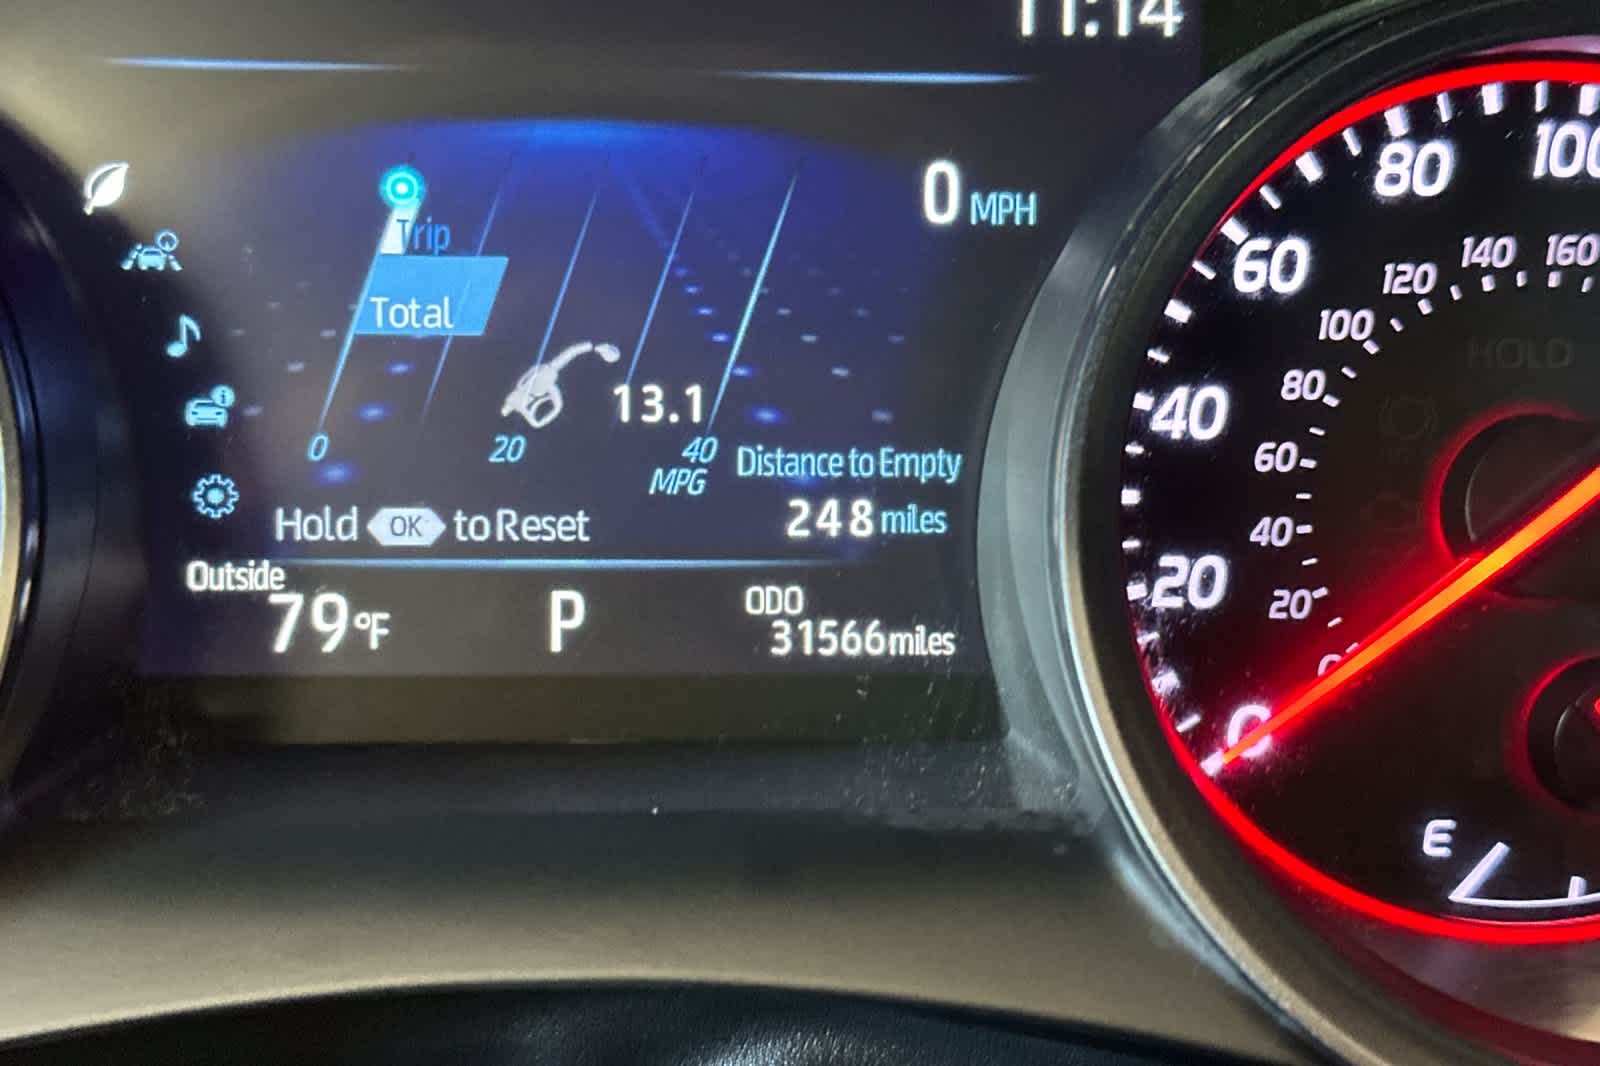 11:14
0 MPH
Trip
Total
13.1
0 20 40
MPG
Distance to Empty
248 miles
Hold OK to Reset
Outside
79°F
P
ODO
31566 miles
0 20 40 60 80 100
20 40 60 80 100 120 140 160
HOLD
E